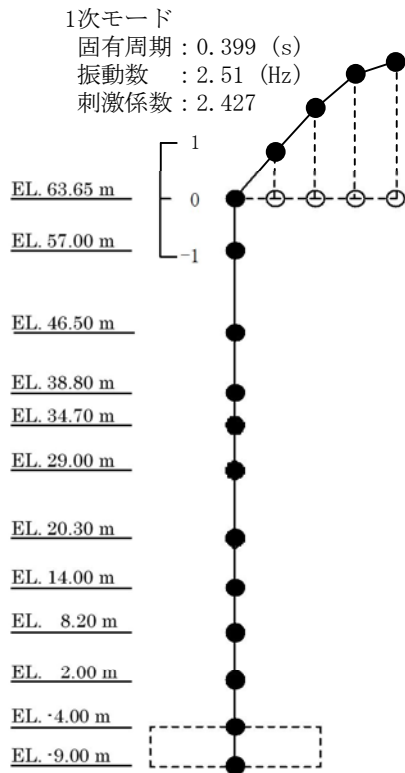 1次モード
固有周期：0.399 (s)
振動数　：2.51 (Hz)
刺激係数：2.427
1
0
-1
EL. 63.65 m
EL. 57.00 m
EL. 46.50 m
EL. 38.80 m
EL. 34.70 m
EL. 29.00 m
EL. 20.30 m
EL. 14.00 m
EL. 8.20 m
EL. 2.00 m
EL. -4.00 m
EL. -9.00 m